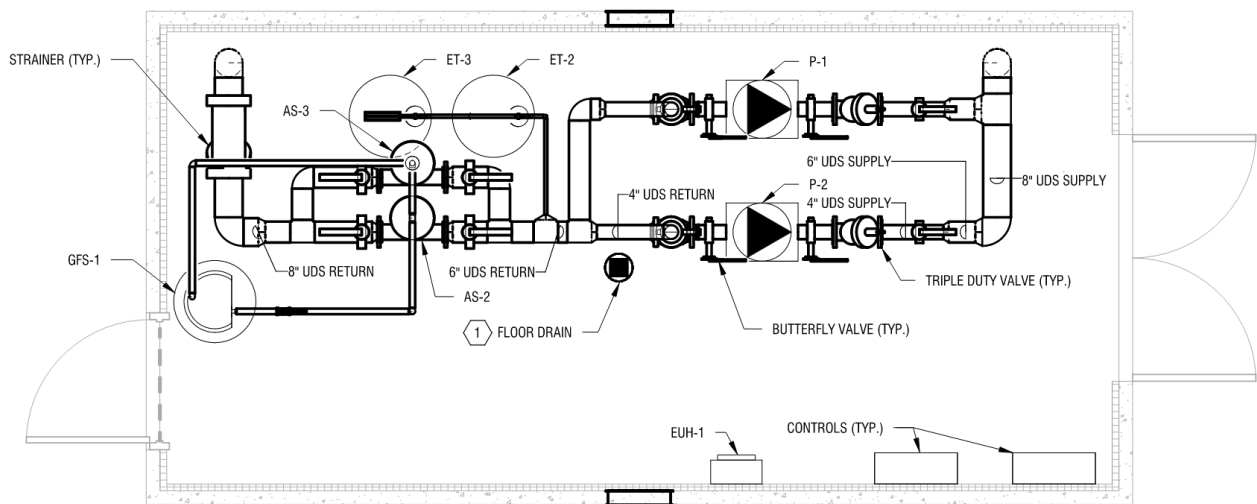 STRAINER (TYP.)
ET-3
ET-2
P-1
AS-3
6" UDS SUPPLY
8" UDS SUPPLY
P-2
4" UDS RETURN
4" UDS SUPPLY
GFS-1
8" UDS RETURN
6" UDS RETURN
TRIPLE DUTY VALVE (TYP.)
AS-2
1 FLOOR DRAIN
BUTTERFLY VALVE (TYP.)
EUH-1
CONTROLS (TYP.)